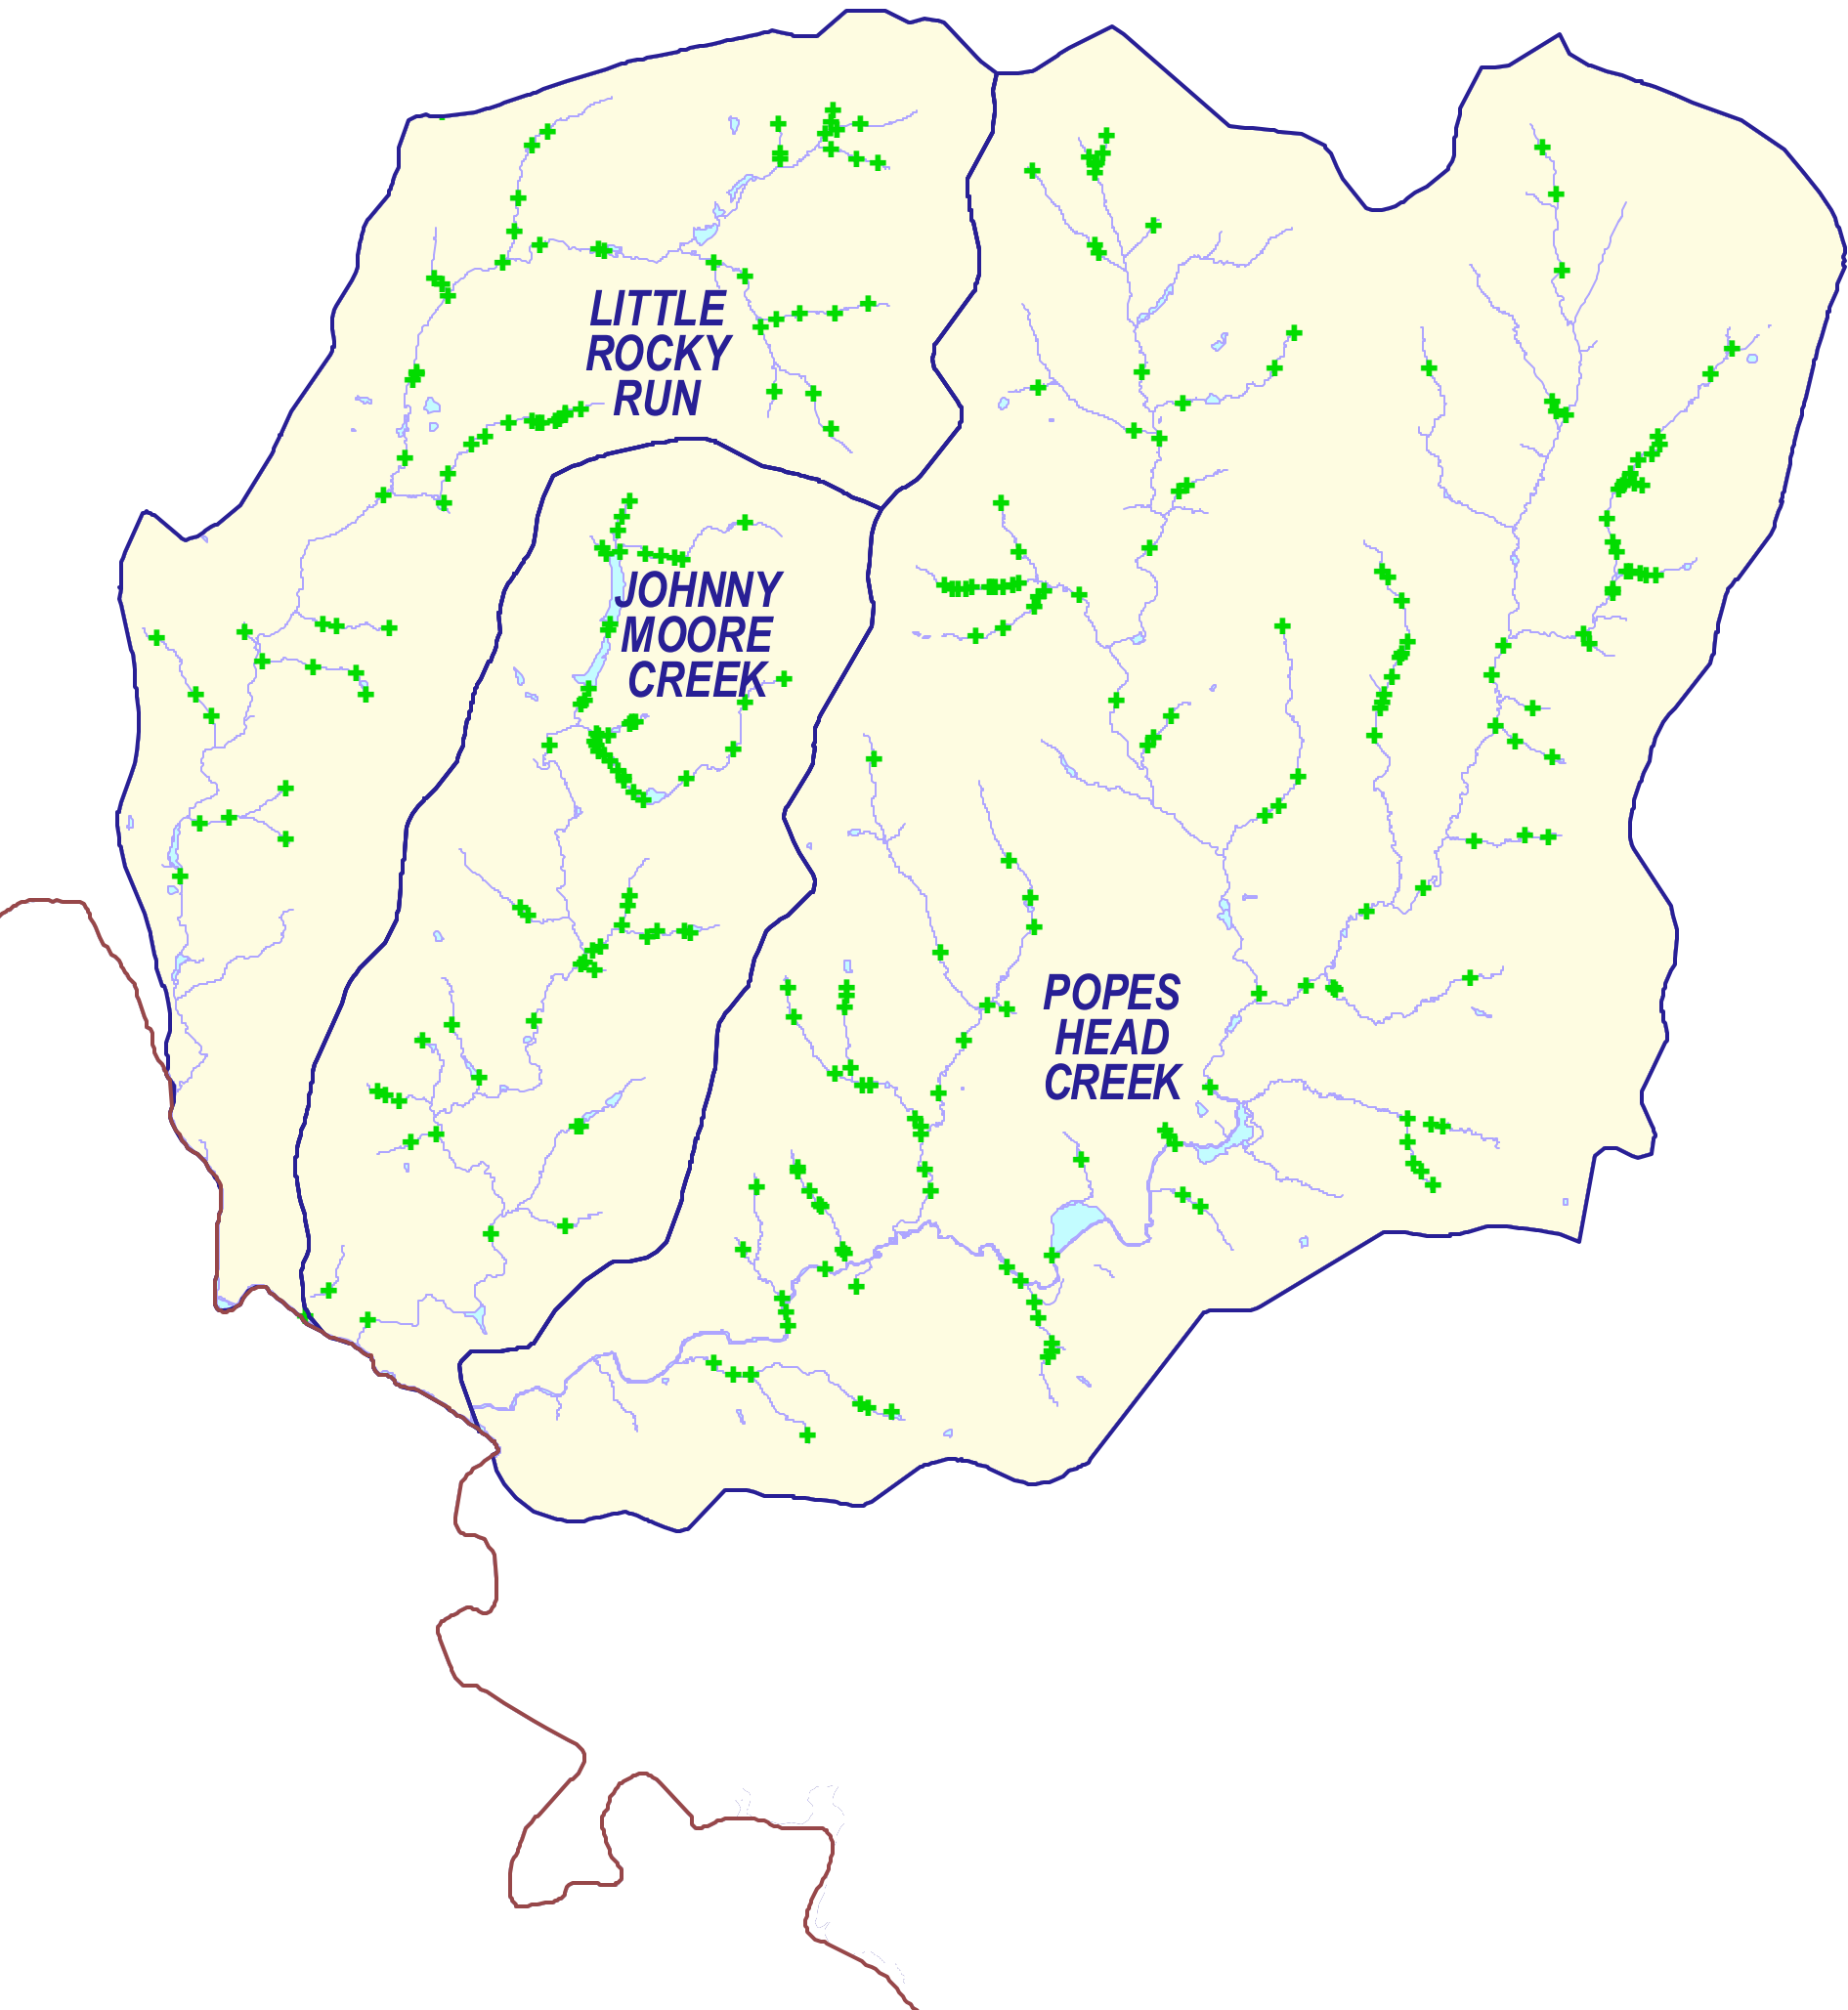 LITTLE
ROCKY
RUN
JOHNNY
MOORE
CREEK
POPES
HEAD
CREEK